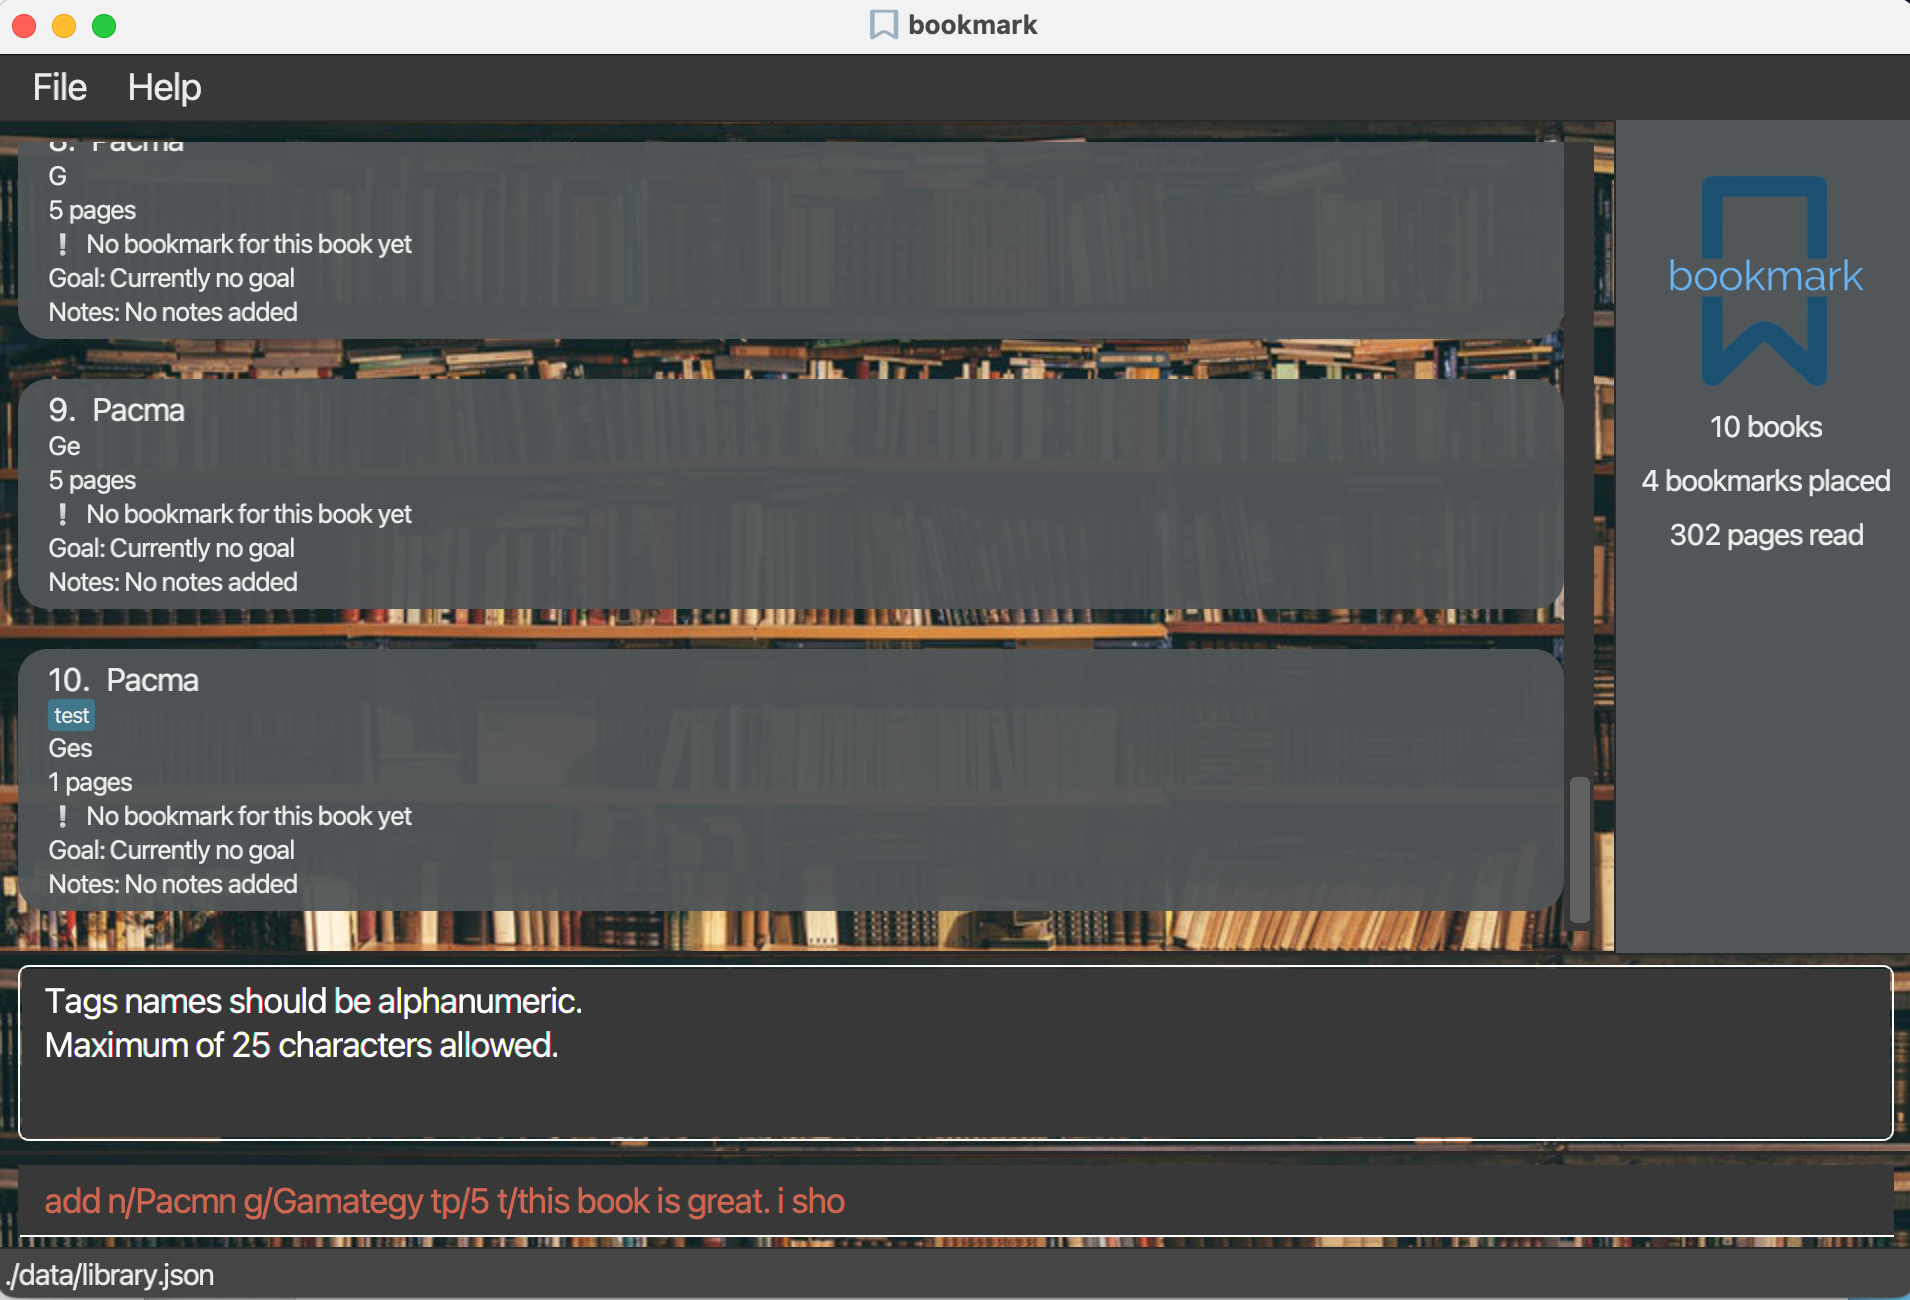 bookmark
File Help
8. Pacma
G
5 pages
! No bookmark for this book yet
Goal: Currently no goal
Notes: No notes added
9. Pacma
Ge
5 pages
! No bookmark for this book yet
Goal: Currently no goal
Notes: No notes added
10. Pacma
test
Ges
1 pages
! No bookmark for this book yet
Goal: Currently no goal
Notes: No notes added
bookmark
10 books
4 bookmarks placed
302 pages read
Tags names should be alphanumeric.
Maximum of 25 characters allowed.
add n/Pacmn g/Gamategy tp/5 t/this book is great. i sho
./data/library.json